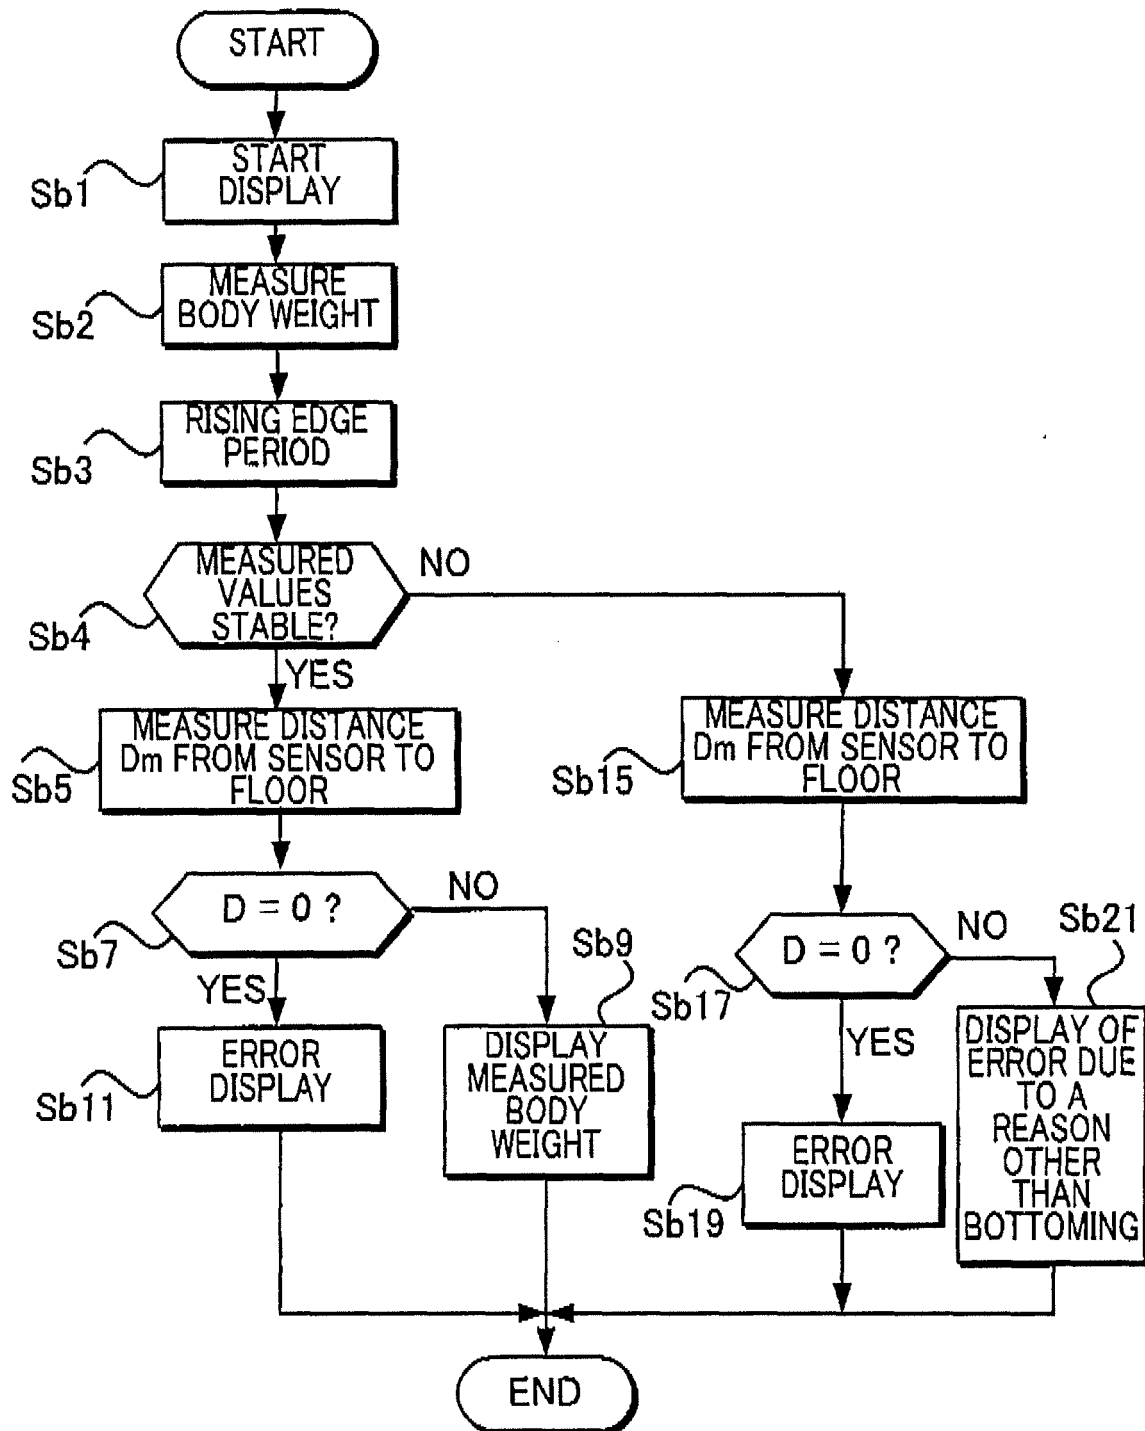 START
Sb1
START
DISPLAY
Sb2
MEASURE
BODY WEIGHT
Sb3
RISING EDGE
PERIOD
Sb4
MEASURED
VALUES
STABLE?
NO
YES
Sb5
MEASURE DISTANCE
Dm FROM SENSOR TO
FLOOR
Sb15
MEASURE DISTANCE
Dm FROM SENSOR TO
FLOOR
Sb7
D = 0 ?
NO
YES
Sb9
DISPLAY
MEASURED
BODY
WEIGHT
Sb11
ERROR
DISPLAY
Sb17
D = 0 ?
NO
YES
Sb21
DISPLAY OF
ERROR DUE
TO A
REASON
OTHER
THAN
BOTTOMING
Sb19
ERROR
DISPLAY
END